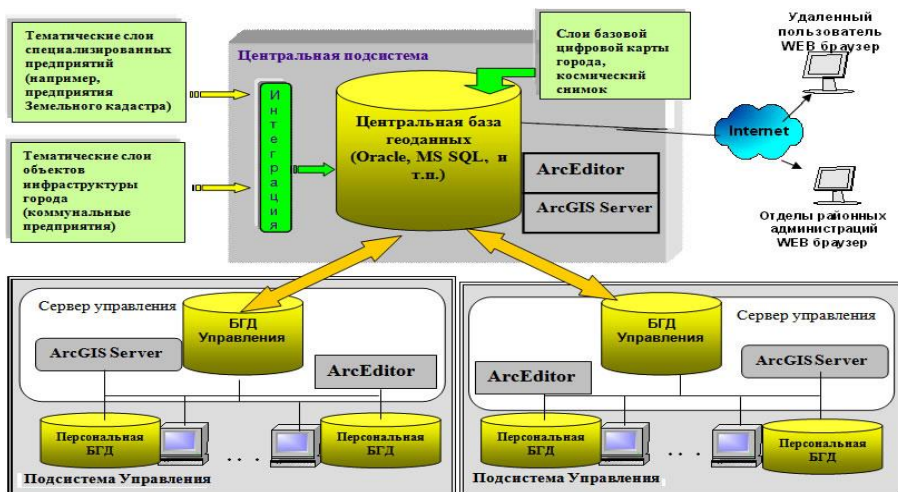 Тематические слои
специализированных
предприятий
(например,
предприятия
Земельного кадастра)
Тематические слои
объектов
инфраструктуры
города
(коммунальные
предприятия)
Центральная подсистема
Интеграция
Слои базовой
цифровой карты
города,
космический
снимок
Центральная база
геоданных
(Oracle, MS SQL, и
т.п.)
ArcEditor
ArcGIS Server
Удаленный
пользователь
WEB браузер
Internet
Отделы районных
администраций
WEB браузер
Сервер управления
БГД
Управления
ArcGIS Server
ArcEditor
Персональная
БГД
. . .
Персональная
БГД
Подсистема Управления
Сервер управления
БГД
Управления
ArcGIS Server
ArcEditor
Персональная
БГД
. . .
Персональная
БГД
Подсистема Управления